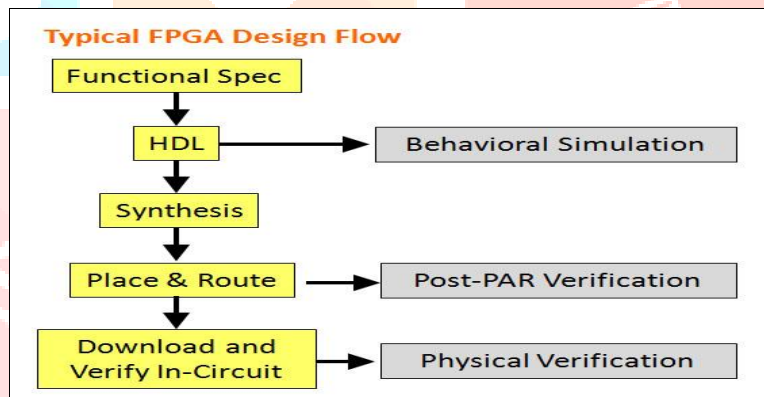 Typical FPGA Design Flow
Functional Spec
HDL
Behavioral Simulation
Synthesis
Place & Route
Post-PAR Verification
Download and
Verify In-Circuit
Physical Verification